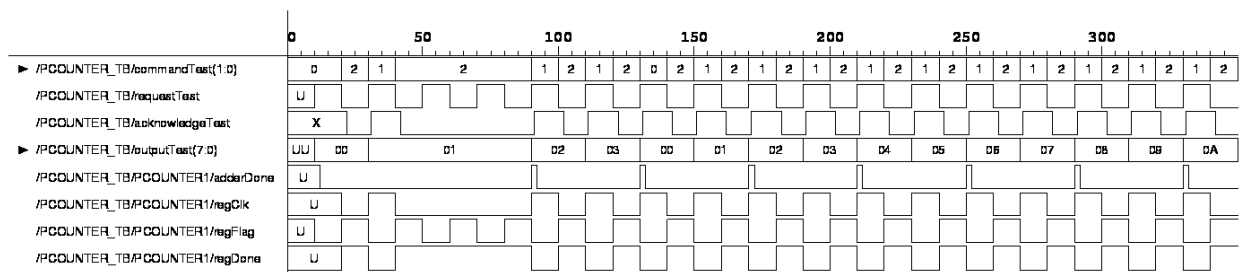 0 50 100 150 200 250 300
/PCOUNTER_TB/commandTest(1:0) 0 2 1 2 1 2 1 2 0 2 1 2 1 2 1 2 1 2 1 2 1 2 1 2 1 2 1 2 1 2
/PCOUNTER_TB/requestTest U
/PCOUNTER_TB/acknowledgeTest X
/PCOUNTER_TB/outputTest(7:0) UU 00 01 02 03 00 01 02 03 04 05 06 07 08 09 0A
/PCOUNTER_TB/PCOUNTER1/adderDone U
/PCOUNTER_TB/PCOUNTER1/regClk U
/PCOUNTER_TB/PCOUNTER1/regFlag U
/PCOUNTER_TB/PCOUNTER1/regDone U